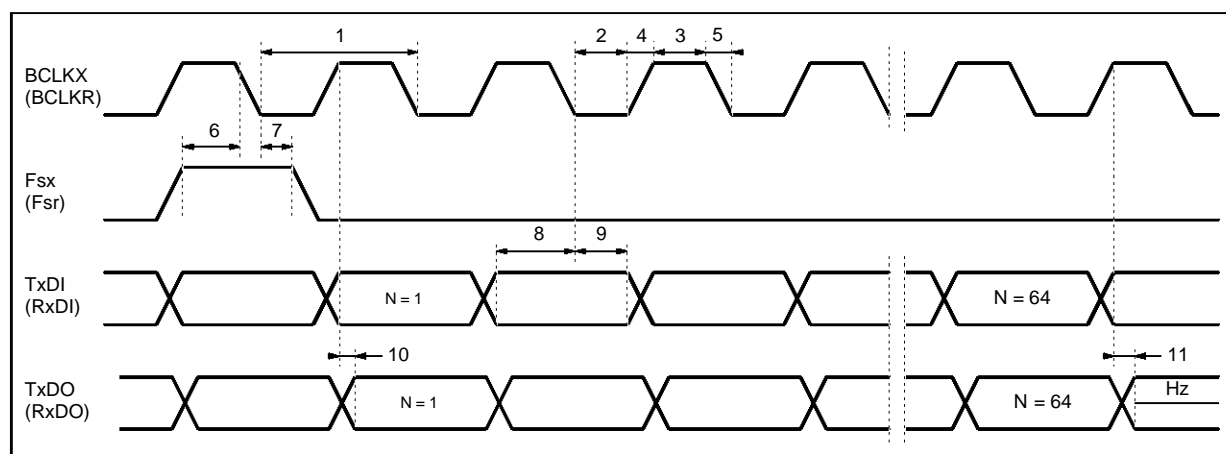 1
2 4 3 5
BCLKX
(BCLKR)
6 7
Fsx
(Fsr)
8 9
TxDI
(RxDI)
N = 1
N = 64
10
11
TxDO
(RxDO)
N = 1
N = 64
Hz